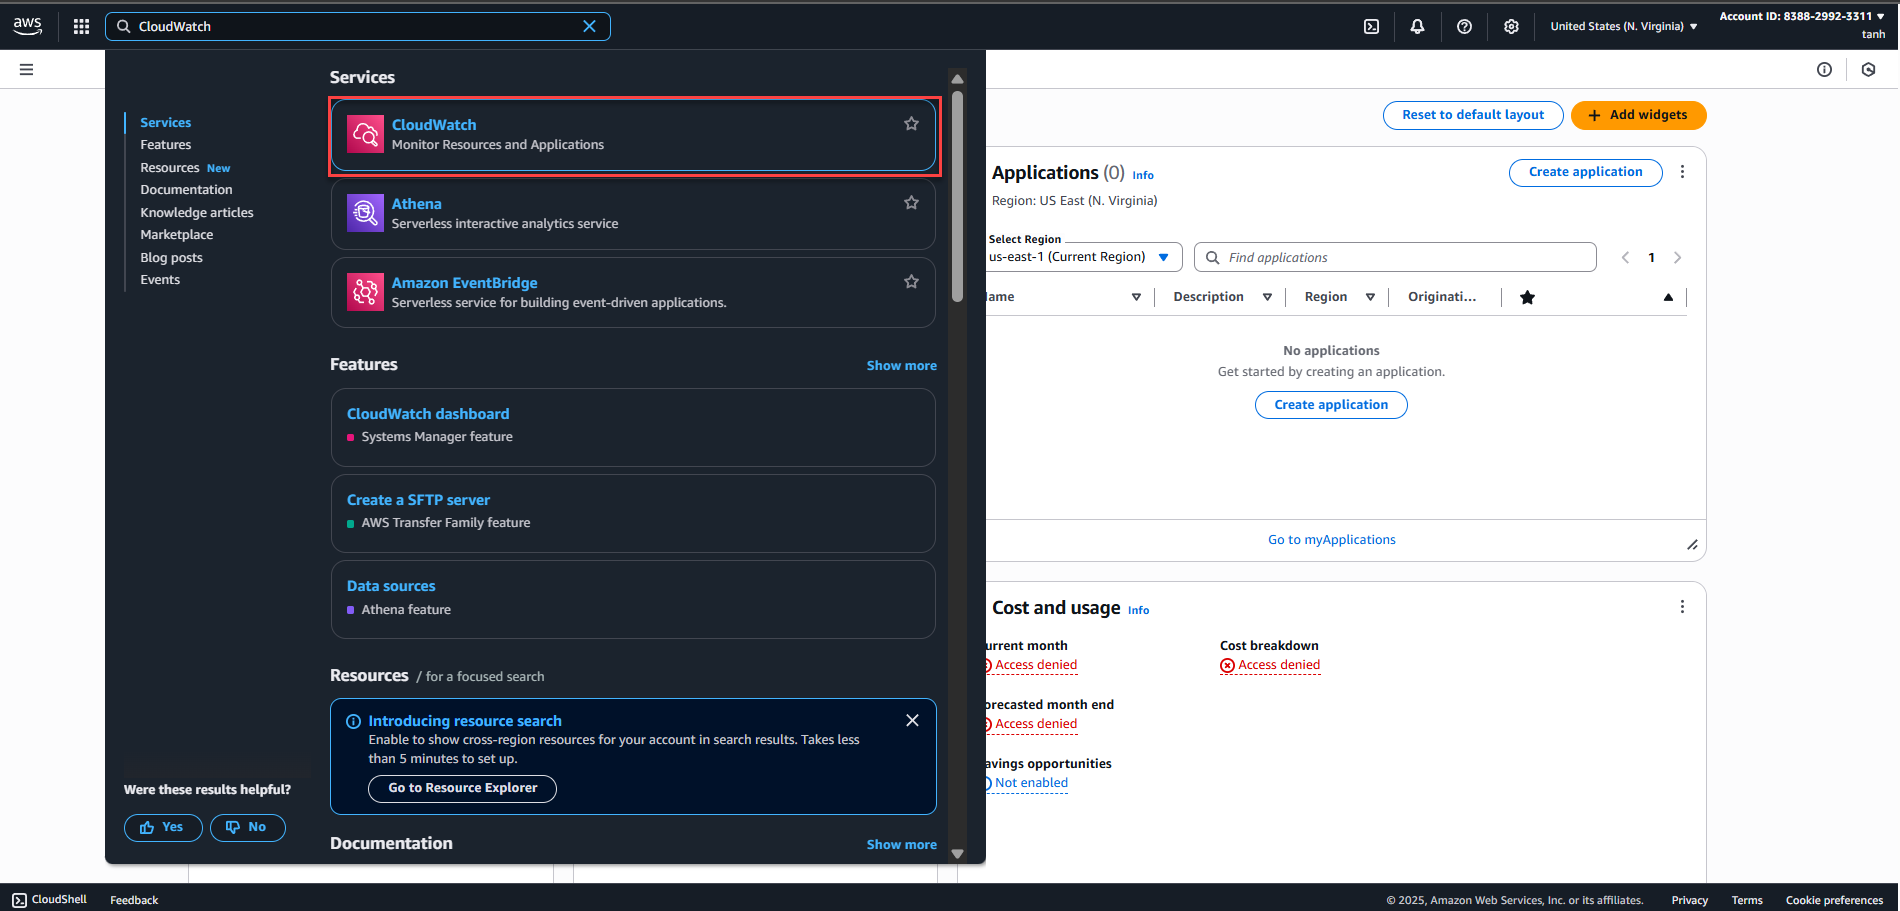 aws
CloudWatch
United States (N. Virginia)
Account ID: 8388-2992-3311
tanh
Services
Features
Resources New
Documentation
Knowledge articles
Marketplace
Blog posts
Events
Were these results helpful?
Yes
No
Services
CloudWatch
Monitor Resources and Applications
Athena
Serverless interactive analytics service
Amazon EventBridge
Serverless service for building event-driven applications.
Features
Show more
CloudWatch dashboard
Systems Manager feature
Create a SFTP server
AWS Transfer Family feature
Data sources
Athena feature
Resources / for a focused search
Introducing resource search
Enable to show cross-region resources for your account in search results. Takes less
than 5 minutes to set up.
Go to Resource Explorer
Documentation
Show more
Reset to default layout
+ Add widgets
Applications (0) Info
Create application
Region: US East (N. Virginia)
Select Region
us-east-1 (Current Region)
Find applications
1
ame
Description
Region
Originati...
No applications
Get started by creating an application.
Create application
Go to myApplications
Cost and usage Info
urrent month
Access denied
Cost breakdown
Access denied
orecasted month end
Access denied
avings opportunities
Not enabled
CloudShell
Feedback
© 2025, Amazon Web Services, Inc. or its affiliates.
Privacy
Terms
Cookie preferences